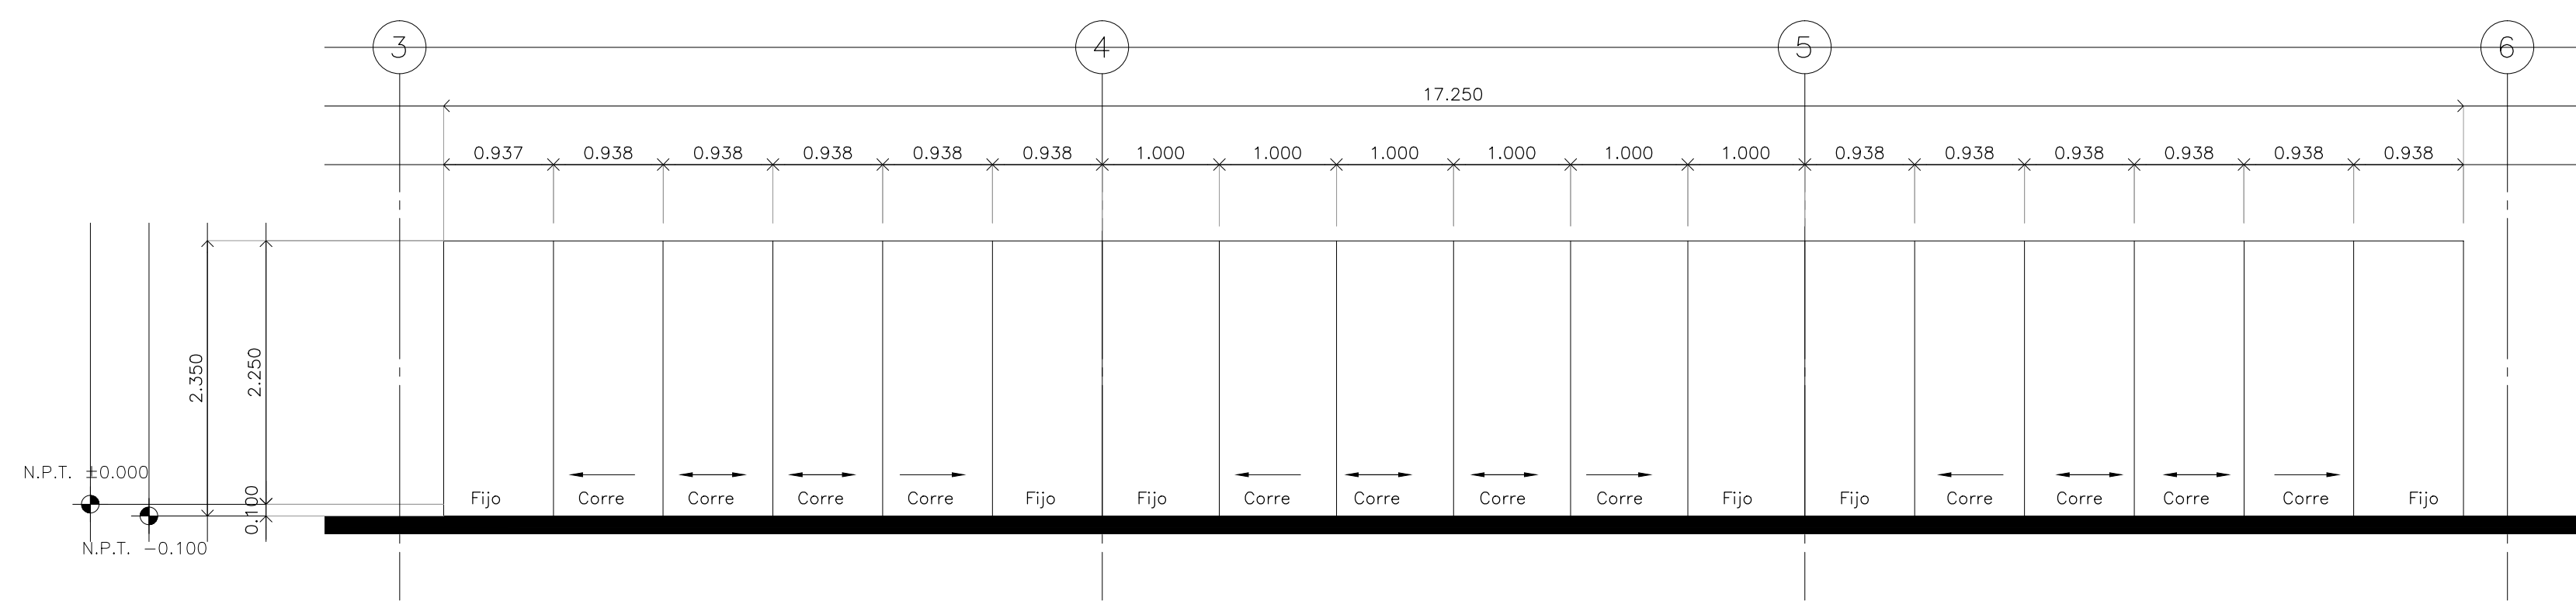 3 4 5 6
17.250
0.937 0.938 0.938 0.938 0.938 0.938 1.000 1.000 1.000 1.000 1.000 1.000 0.938 0.938 0.938 0.938 0.938 0.938
2.350 2.250
N.P.T. ±0.000
0.100
Fijo Corre Corre Corre Corre Fijo Fijo Corre Corre Corre Corre Fijo Fijo Corre Corre Corre Corre Fijo
N.P.T. −0.100